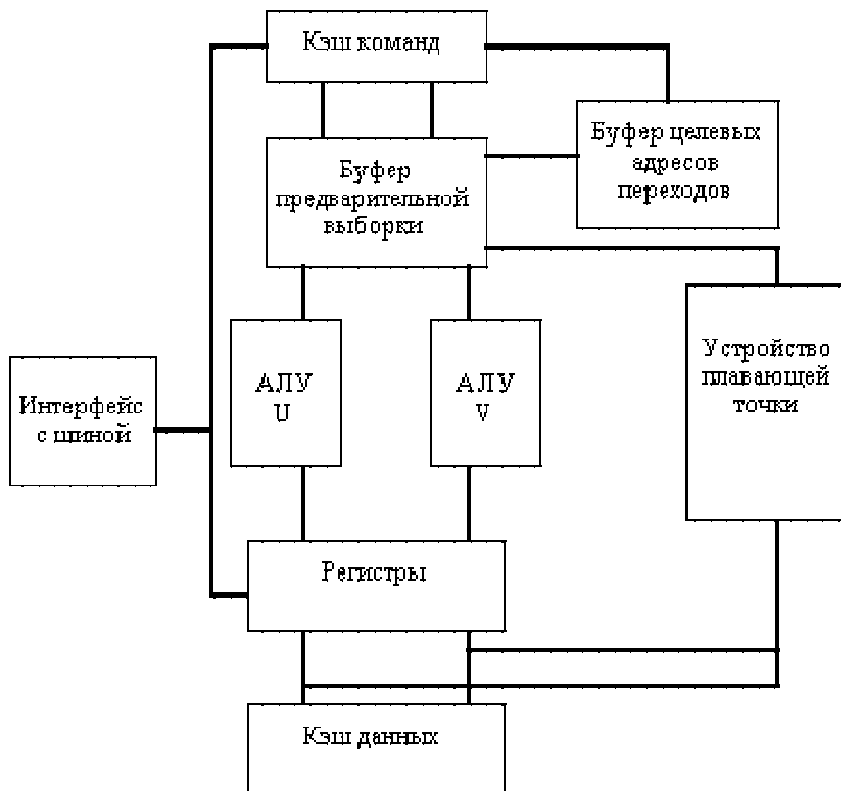 Кэш команд
Буфер целевых
адресов
переходов
Буфер
предварительной
выборки
Устройство
плавающей
точки
АЛУ
U
АЛУ
V
Интерфейс
с шиной
Регистры
Кэш данных